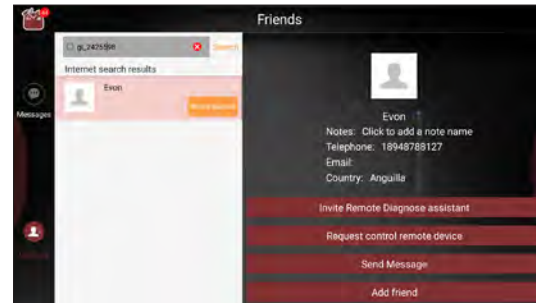 Friends
Search
Internet search results
Evon
Messages
Evon
Notes: Click to add a note name
Telephone: 18948788127
Email:
Country: Anguilla
Invite Remote Diagnose assistant
Request control remote device
Send Message
Add friend